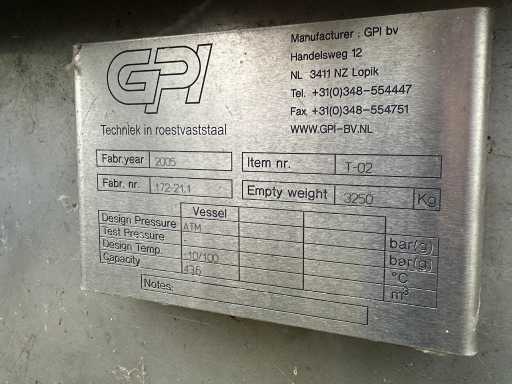 GPI
Techniek in roestvaststaal
Manufacturer : GPI bv
Handelsweg 12
NL 3411 NZ Lopik
Tel. +31(0)348-554447
Fax. +31(0)348-554751
WWW.GPI-BV.NL
Fabr.year 2005 Item nr. T-02
Fabr. nr. 172-21.1 Empty weight 3250 Kg
Vessel
Design Pressure ATM bar(g)
Test Pressure bar(g)
Design Temp. -10/100 °C
Capacity 436 m³
Notes: